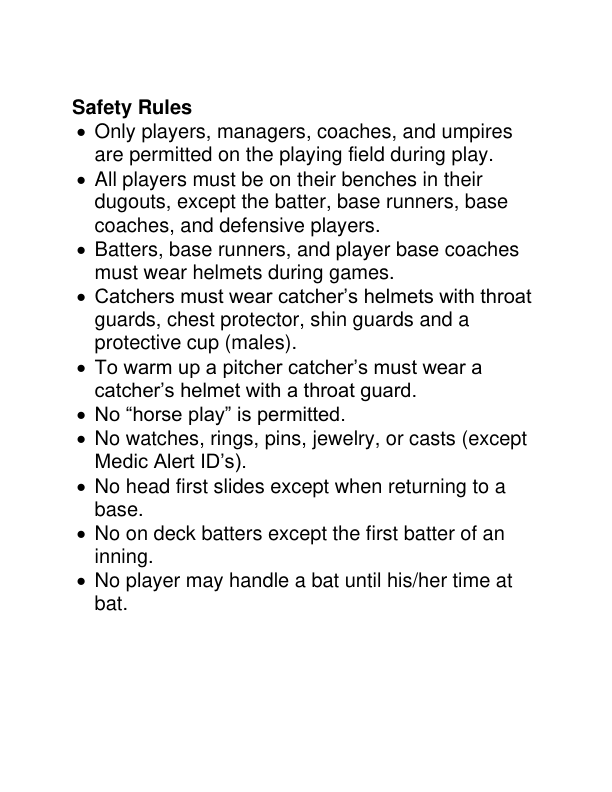 Safety Rules
• Only players, managers, coaches, and umpires
are permitted on the playing field during play.
• All players must be on their benches in their
dugouts, except the batter, base runners, base
coaches, and defensive players.
• Batters, base runners, and player base coaches
must wear helmets during games.
• Catchers must wear catcher’s helmets with throat
guards, chest protector, shin guards and a
protective cup (males).
• To warm up a pitcher catcher’s must wear a
catcher’s helmet with a throat guard.
• No “horse play” is permitted.
• No watches, rings, pins, jewelry, or casts (except
Medic Alert ID’s).
• No head first slides except when returning to a
base.
• No on deck batters except the first batter of an
inning.
• No player may handle a bat until his/her time at
bat.